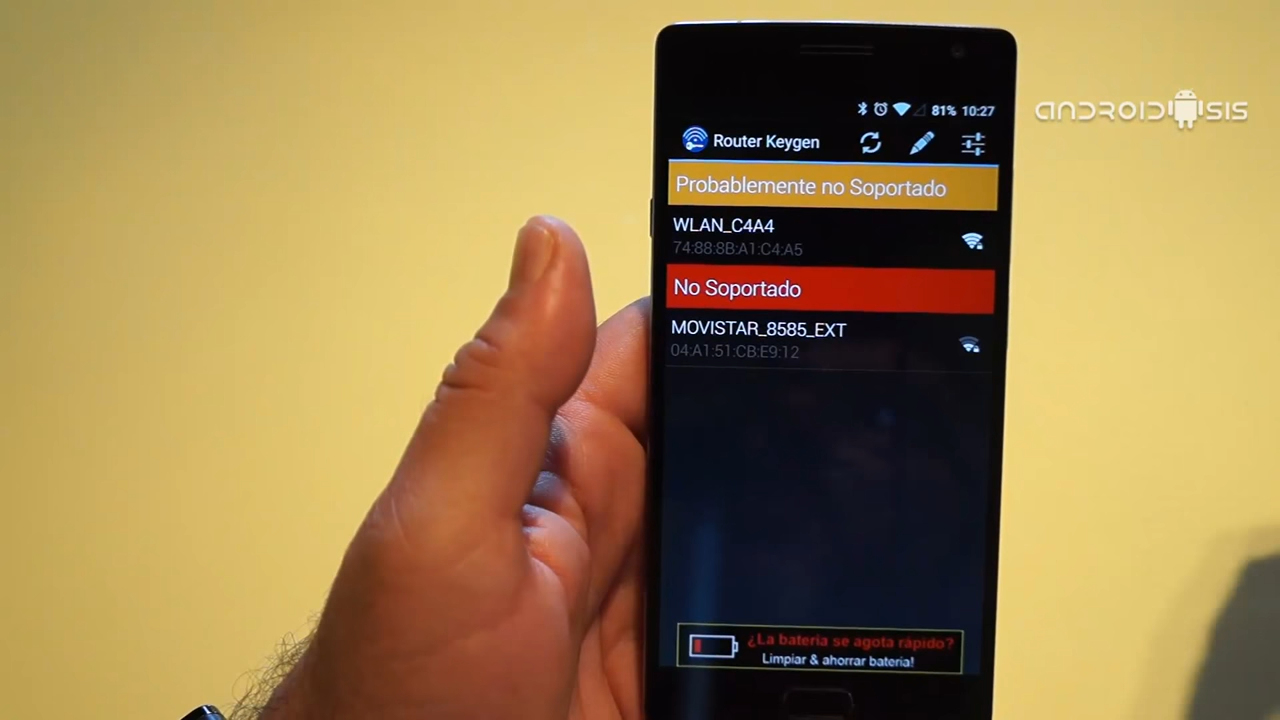 ANDROIDSIS
81% 10:27
Router Keygen
Probablemente no Soportado
WLAN_C4A4
74:88:8B:A1:C4:A5
No Soportado
MOVISTAR_8585_EXT
04:A1:51:CB:E9:12
¿La batería se agota rápido?
Limpiar & ahorrar bateria!